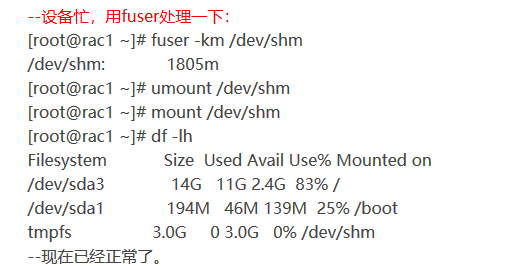 --设备忙，用fuser处理一下：
[root@rac1 ~]# fuser -km /dev/shm
/dev/shm: 1805m
[root@rac1 ~]# umount /dev/shm
[root@rac1 ~]# mount /dev/shm
[root@rac1 ~]# df -lh
Filesystem Size Used Avail Use% Mounted on
/dev/sda3 14G 11G 2.4G 83% /
/dev/sda1 194M 46M 139M 25% /boot
tmpfs 3.0G 0 3.0G 0% /dev/shm
--现在已经正常了。